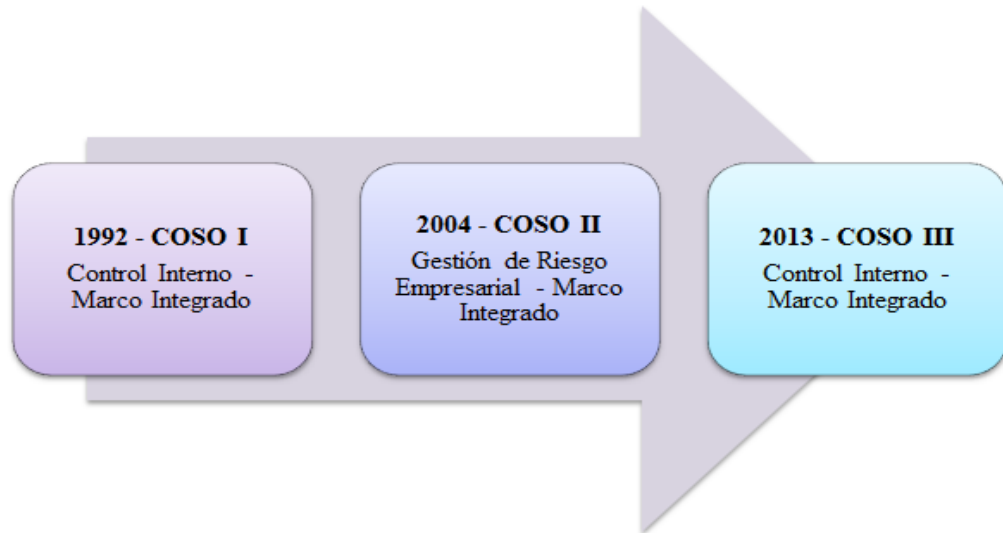 1992 - COSO I
Control Interno -
Marco Integrado
2004 - COSO II
Gestión de Riesgo
Empresarial - Marco
Integrado
2013 - COSO III
Control Interno -
Marco Integrado